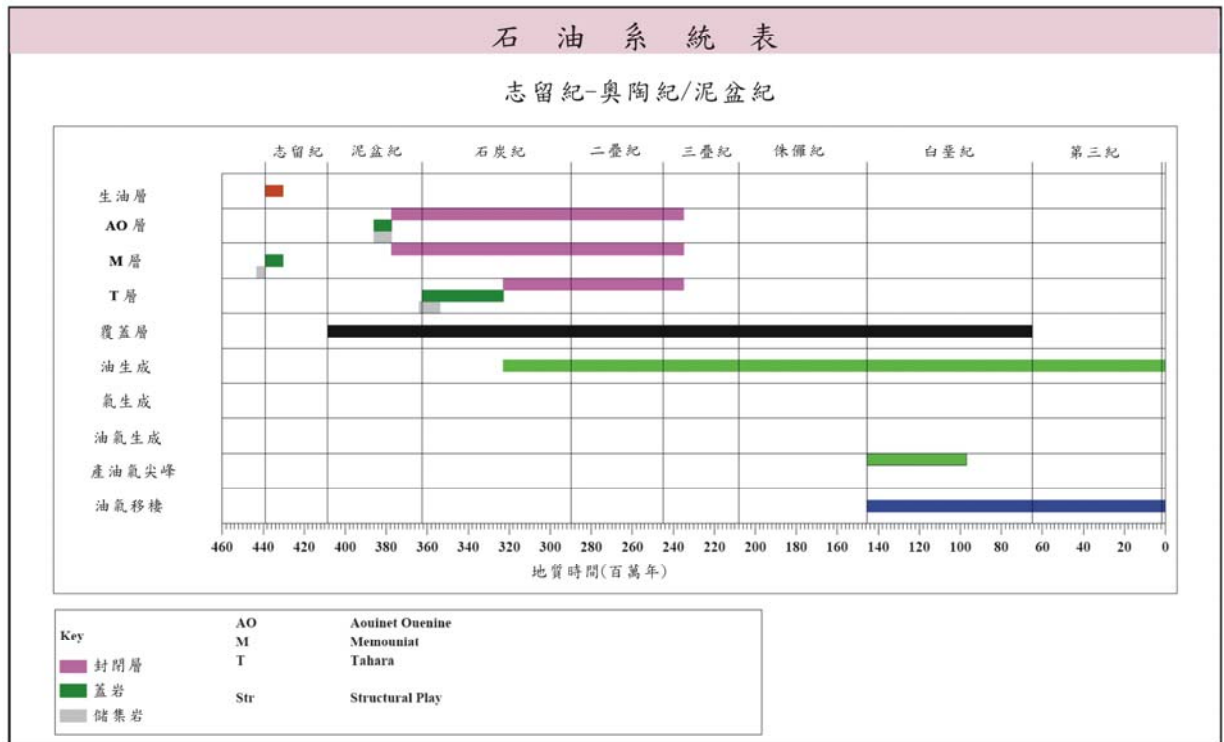 石油系統表
志留紀-奧陶紀/泥盆紀
志留紀 泥盆紀 石炭紀 二疊紀 三疊紀 侏儸紀 白堊紀 第三紀
生油層
AO 層
M 層
T 層
覆蓋層
油生成
氣生成
油氣生成
產油氣尖峰
油氣移棲
460 440 420 400 380 360 340 320 300 280 260 240 220 200 180 160 140 120 100 80 60 40 20 0
地質時間(百萬年)
Key
封閉層
蓋岩
儲集岩
AO Aouinet Ouenine
M Memouniat
T Tahara
Str Structural Play